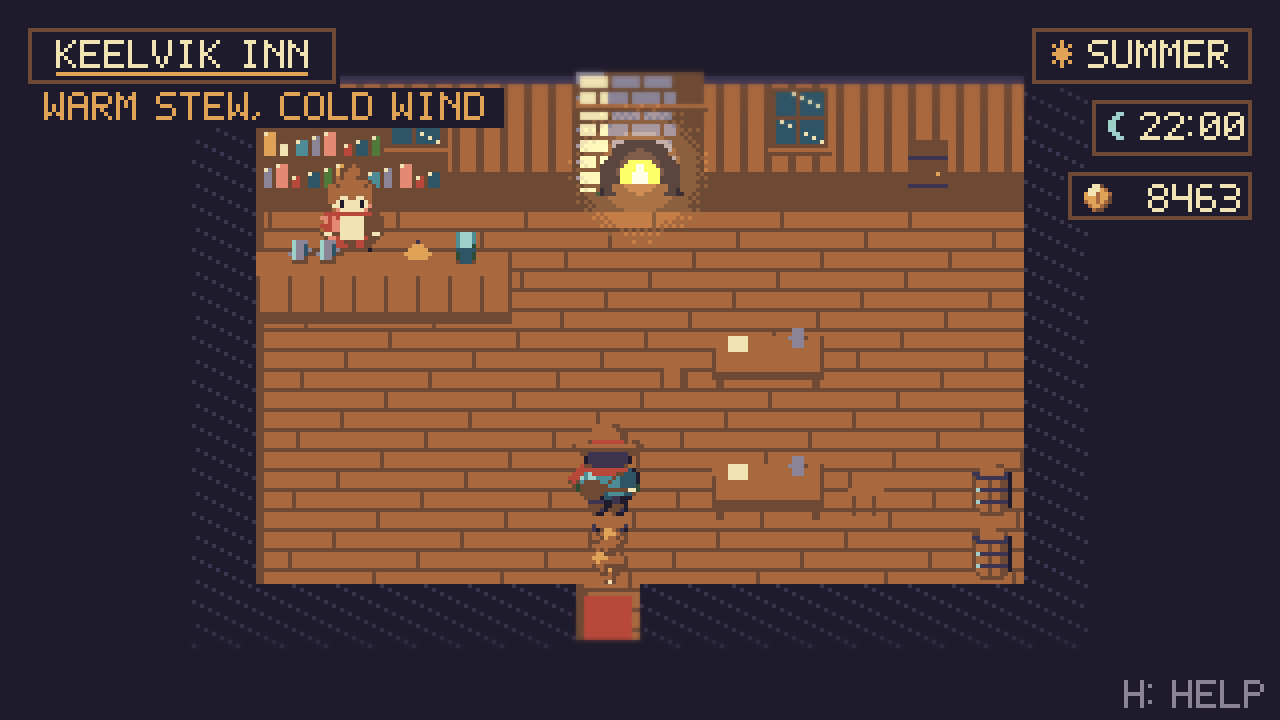 KEELVIK INN
WARM STEW, COLD WIND
SUMMER
22:00
8463
H: HELP